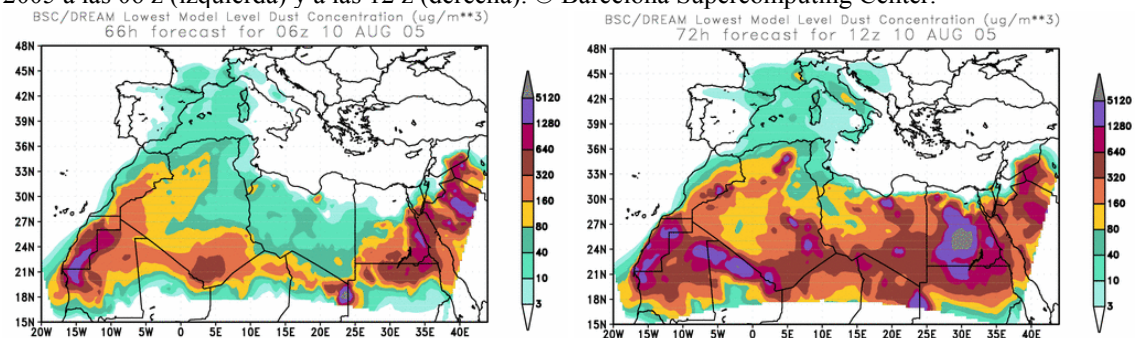 2005 a las 06 z (izquierda) y a las 12 z (derecha). © Barcelona Supercomputing Center.
BSC/DREAM Lowest Model Level Dust Concentration (ug/m**3)
66h forecast for 06z 10 AUG 05
48N
45N
42N
39N
36N
33N
30N
27N
24N
21N
18N
15N
20W 15W 10W 5W 0 5E 10E 15E 20E 25E 30E 35E 40E
5120
1280
640
320
160
80
40
10
3
BSC/DREAM Lowest Model Level Dust Concentration (ug/m**3)
72h forecast for 12z 10 AUG 05
48N
45N
42N
39N
36N
33N
30N
27N
24N
21N
18N
15N
20W 15W 10W 5W 0 5E 10E 15E 20E 25E 30E 35E 40E
5120
1280
640
320
160
80
40
10
3